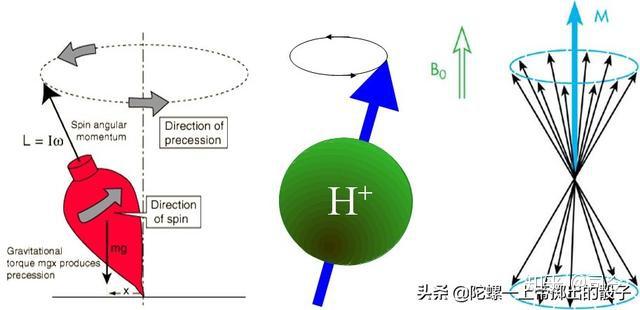 L = Iω
Spin angular
momentum
Direction of
precession
Direction
of spin
mg
Gravitational
torque mgx produces
precession
x
H+
B0
M
头条 @陀螺一上帝掷出的骰子